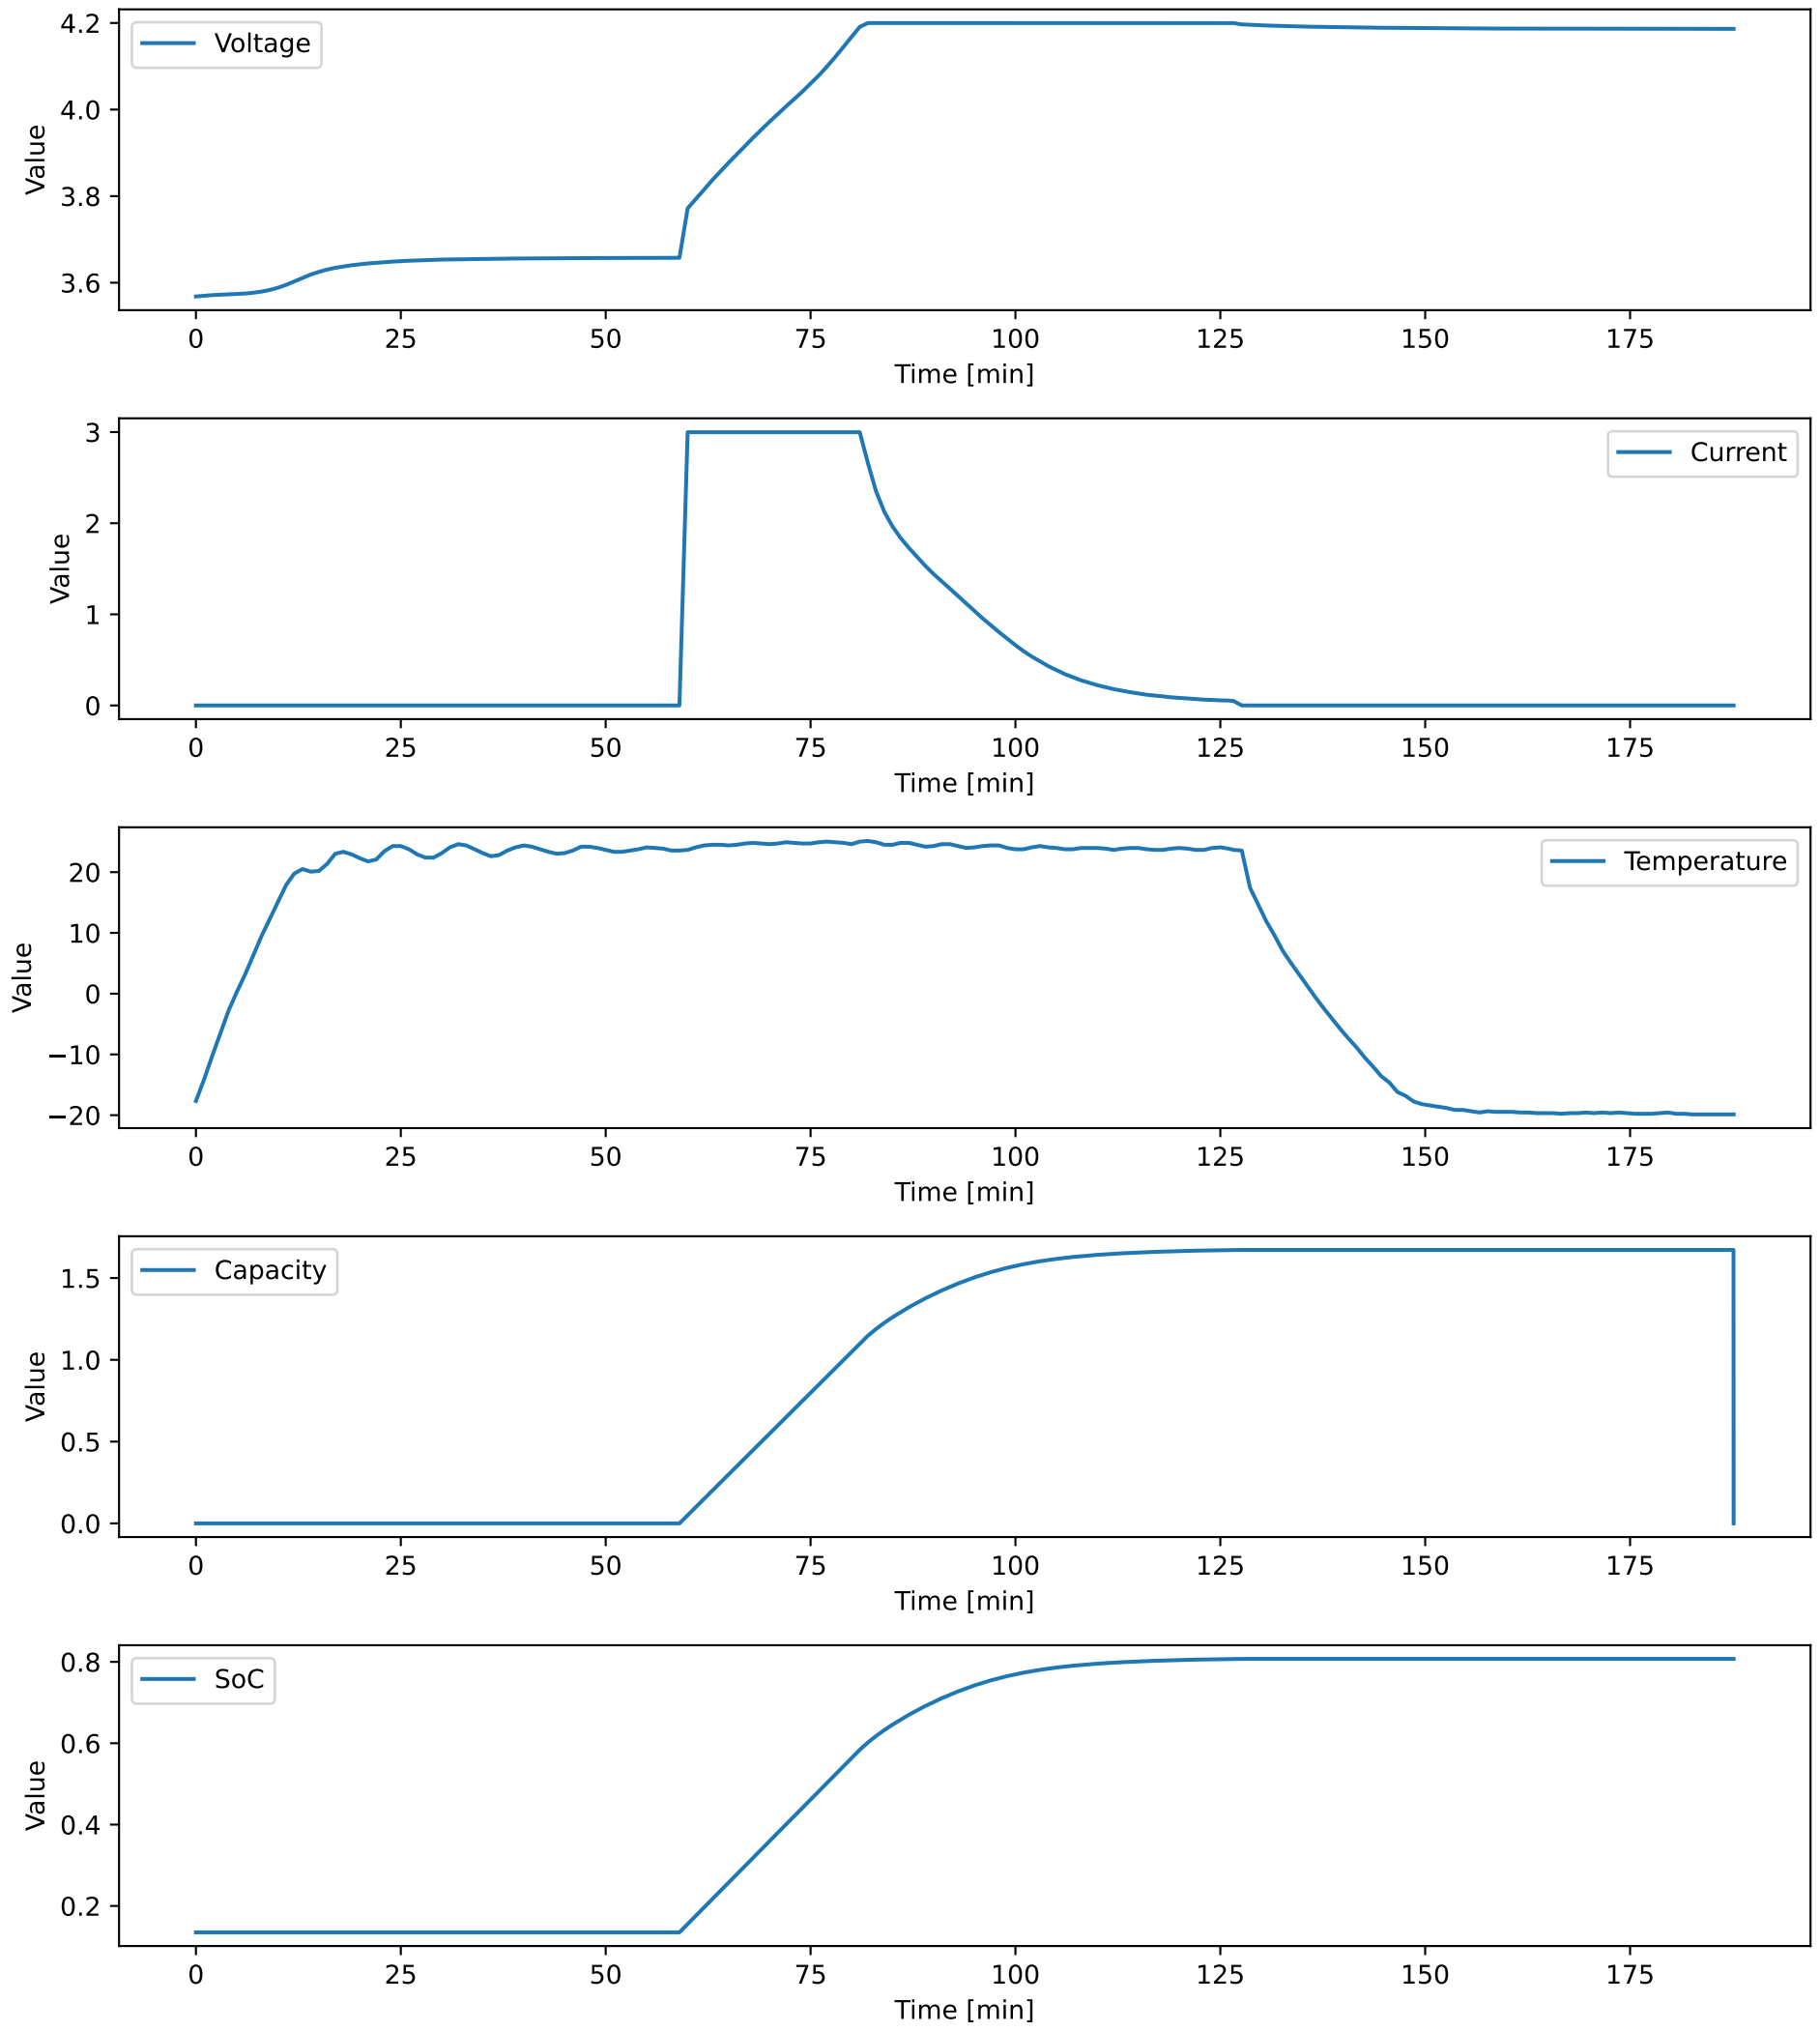 Value
4.2
4.0
3.8
3.6
Voltage
0 25 50 75 100 125 150 175
Time [min]
Value
3
2
1
0
Current
0 25 50 75 100 125 150 175
Time [min]
Value
20
10
0
−10
−20
Temperature
0 25 50 75 100 125 150 175
Time [min]
Value
1.5
1.0
0.5
0.0
Capacity
0 25 50 75 100 125 150 175
Time [min]
Value
0.8
0.6
0.4
0.2
SoC
0 25 50 75 100 125 150 175
Time [min]